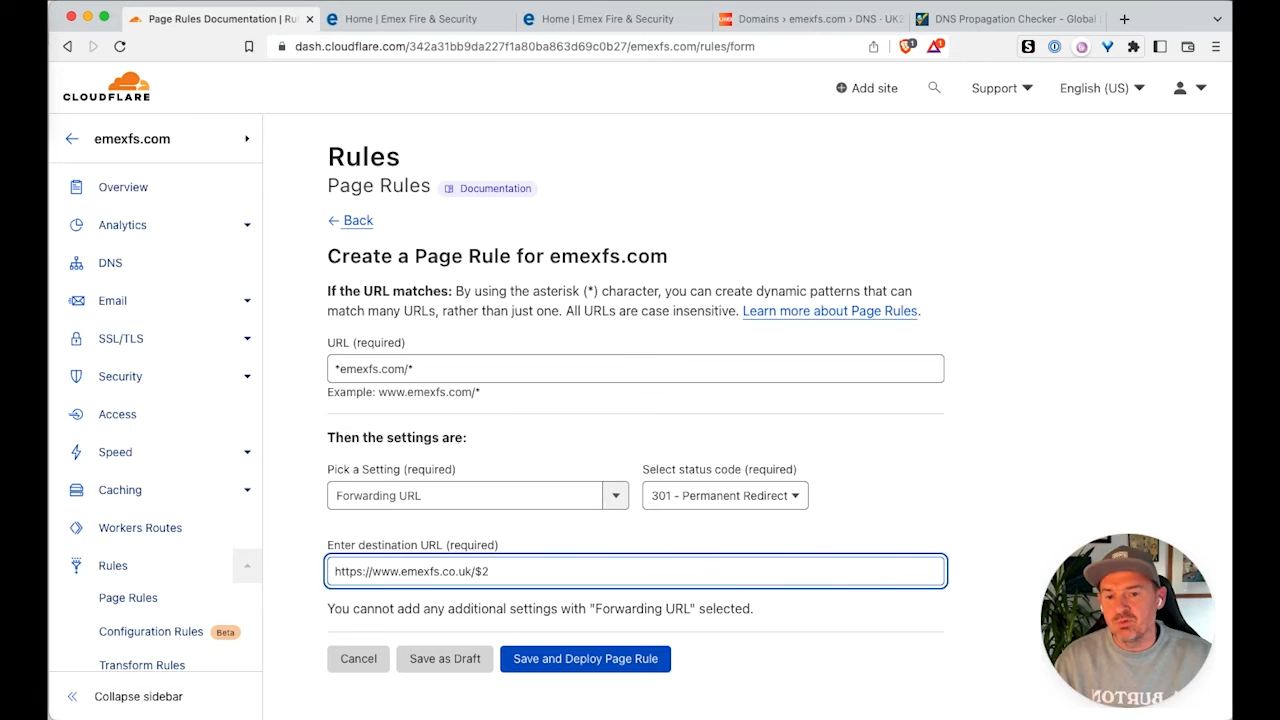 Page Rules Documentation | Ru
Home | Emex Fire & Security
Home | Emex Fire & Security
Domains › emexfs.com › DNS · UK2
DNS Propagation Checker - Global
dash.cloudflare.com/342a31bb9da227f1a80ba863d69c0b27/emexfs.com/rules/form
1
1
CLOUDFLARE
Add site
Support
English (US)
emexfs.com
Overview
Analytics
DNS
Email
SSL/TLS
Security
Access
Speed
Caching
Workers Routes
Rules
Page Rules
Configuration Rules Beta
Transform Rules
Collapse sidebar
Rules
Page Rules Documentation
Back
Create a Page Rule for emexfs.com
If the URL matches: By using the asterisk (*) character, you can create dynamic patterns that can
match many URLs, rather than just one. All URLs are case insensitive. Learn more about Page Rules.
URL (required)
*emexfs.com/*
Example: www.emexfs.com/*
Then the settings are:
Pick a Setting (required)
Select status code (required)
Forwarding URL
301 - Permanent Redirect
Enter destination URL (required)
https://www.emexfs.co.uk/$2
You cannot add any additional settings with "Forwarding URL" selected.
Cancel
Save as Draft
Save and Deploy Page Rule
BURTON